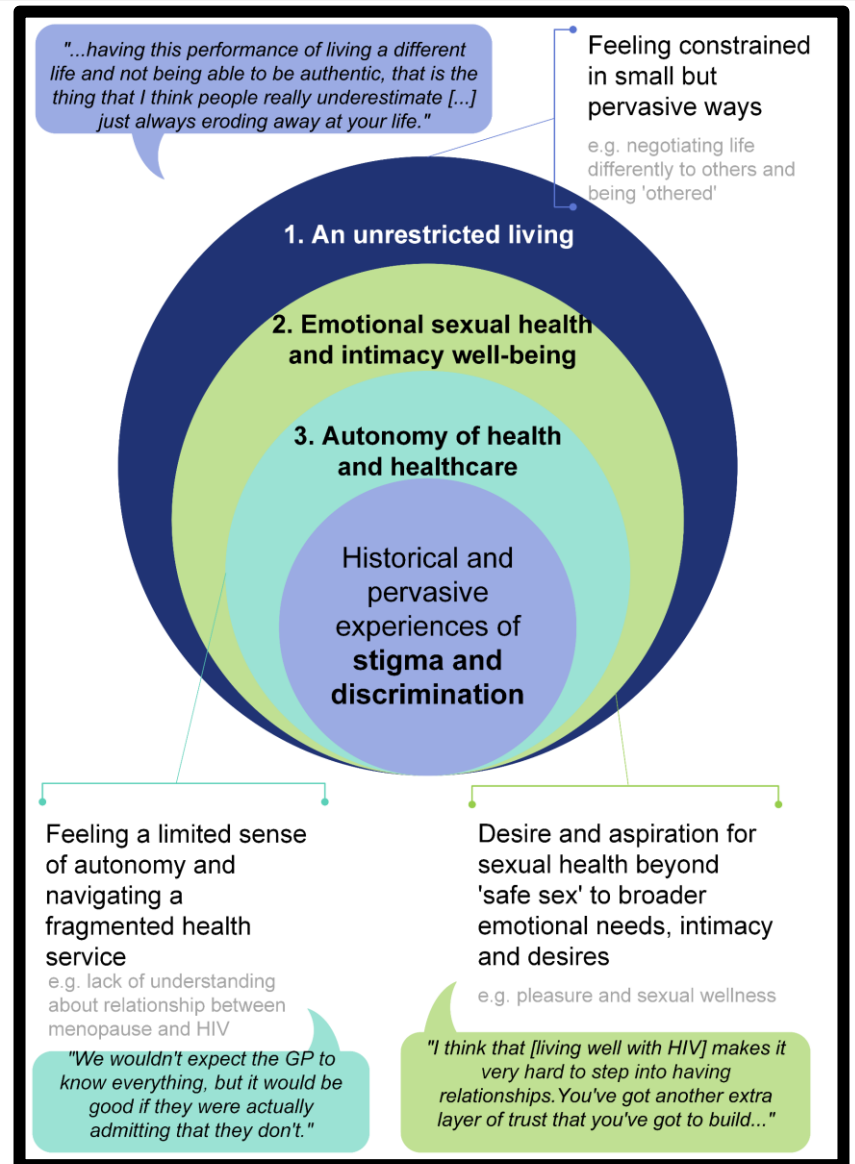 "...having this performance of living a different
life and not being able to be authentic, that is the
thing that I think people really underestimate [...]
just always eroding away at your life."
Feeling constrained
in small but
pervasive ways
e.g. negotiating life
differently to others and
being 'othered'
1. An unrestricted living
2. Emotional sexual health
and intimacy well-being
3. Autonomy of health
and healthcare
Historical and
pervasive
experiences of
stigma and
discrimination
Feeling a limited sense
of autonomy and
navigating a
fragmented health
service
e.g. lack of understanding
about relationship between
menopause and HIV
"We wouldn't expect the GP to
know everything, but it would be
good if they were actually
admitting that they don't."
Desire and aspiration for
sexual health beyond
'safe sex' to broader
emotional needs, intimacy
and desires
e.g. pleasure and sexual wellness
"I think that [living well with HIV] makes it
very hard to step into having
relationships.You've got another extra
layer of trust that you've got to build..."